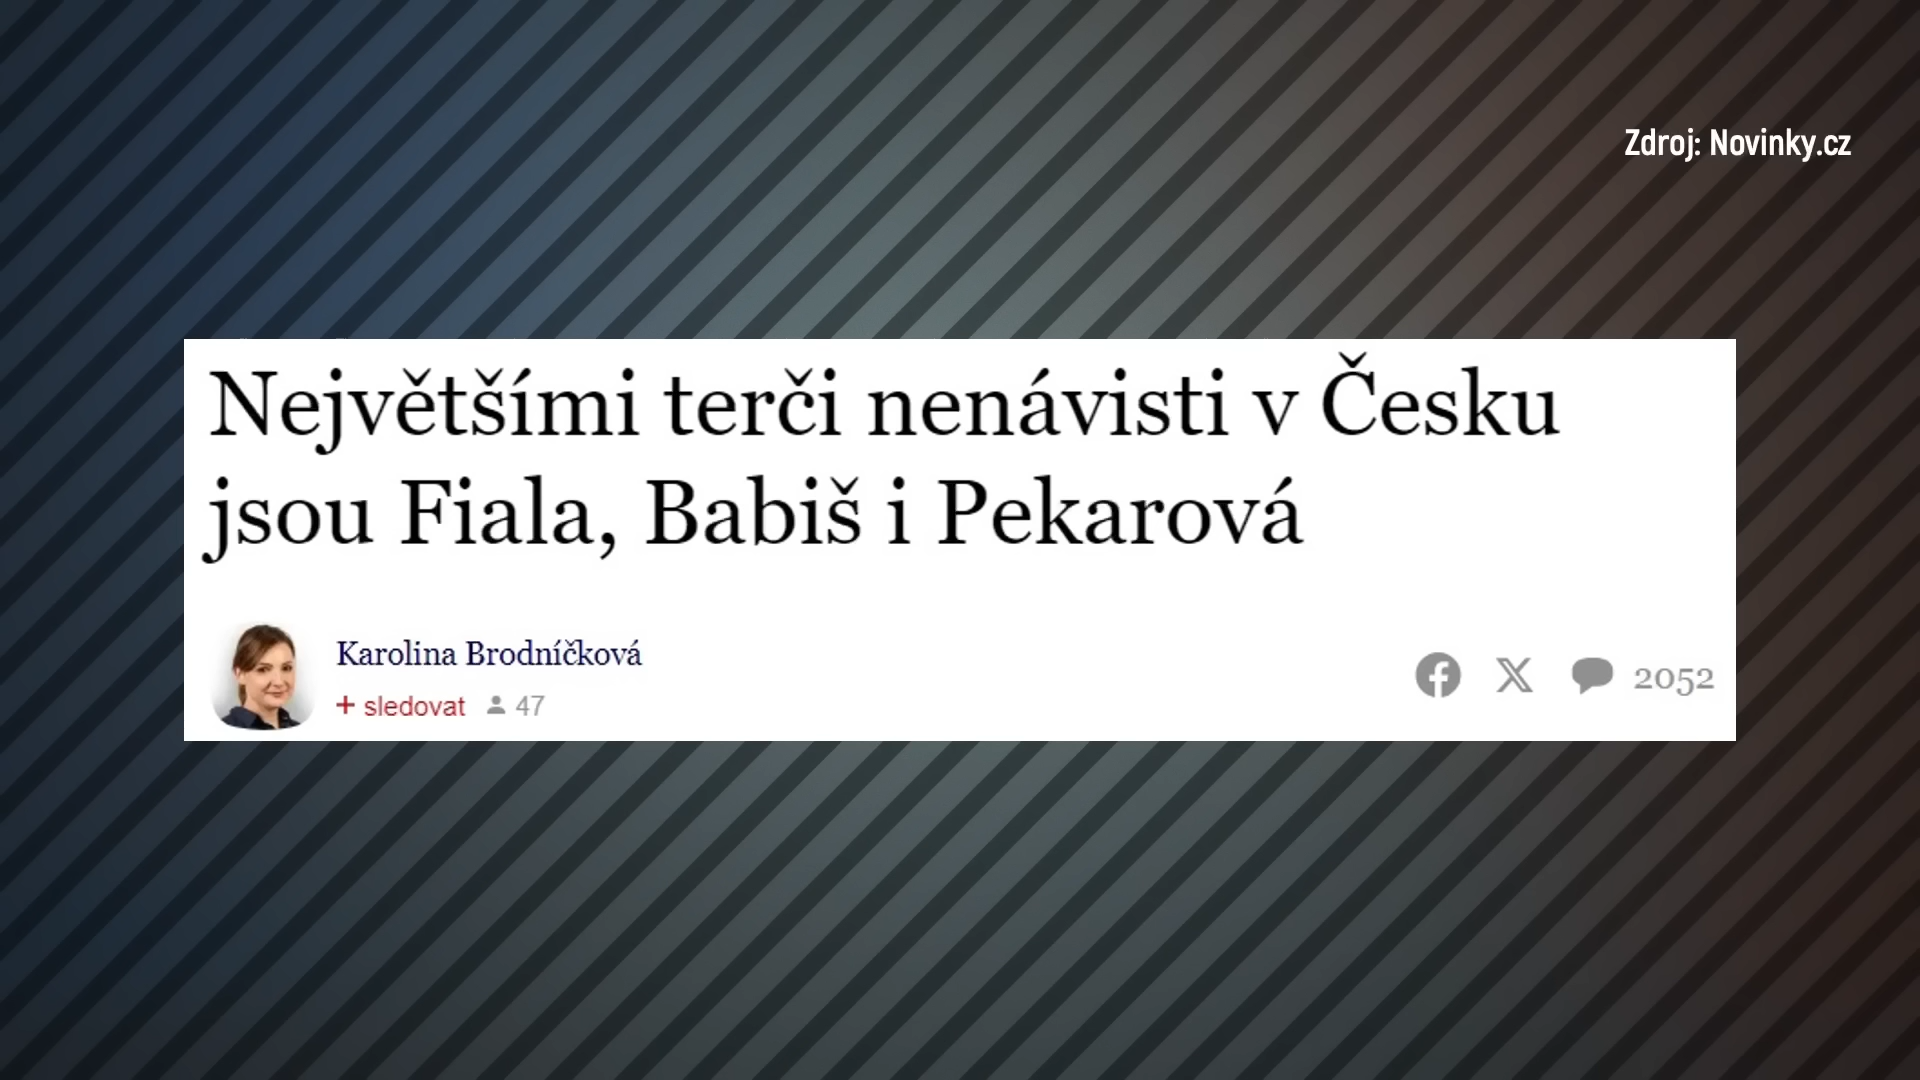 Zdroj: Novinky.cz
Největšími terči nenávisti v Česku
jsou Fiala, Babiš i Pekarová
Karolina Brodníčková
+ sledovat 47
2052